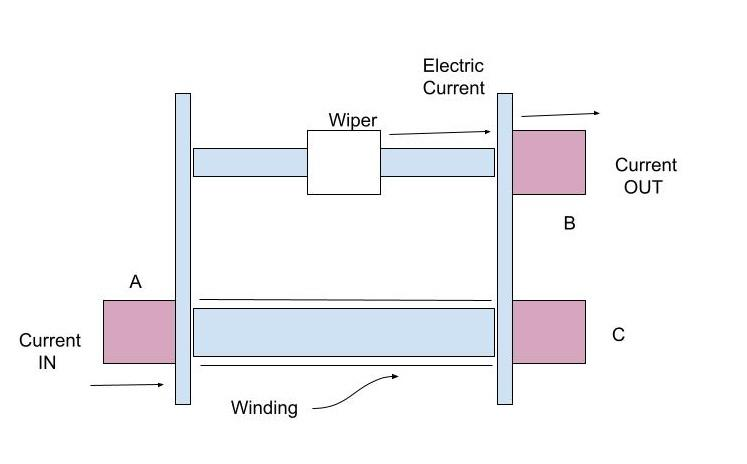 Electric
Current
Wiper
Current
OUT
B
A
Current
IN
C
Winding